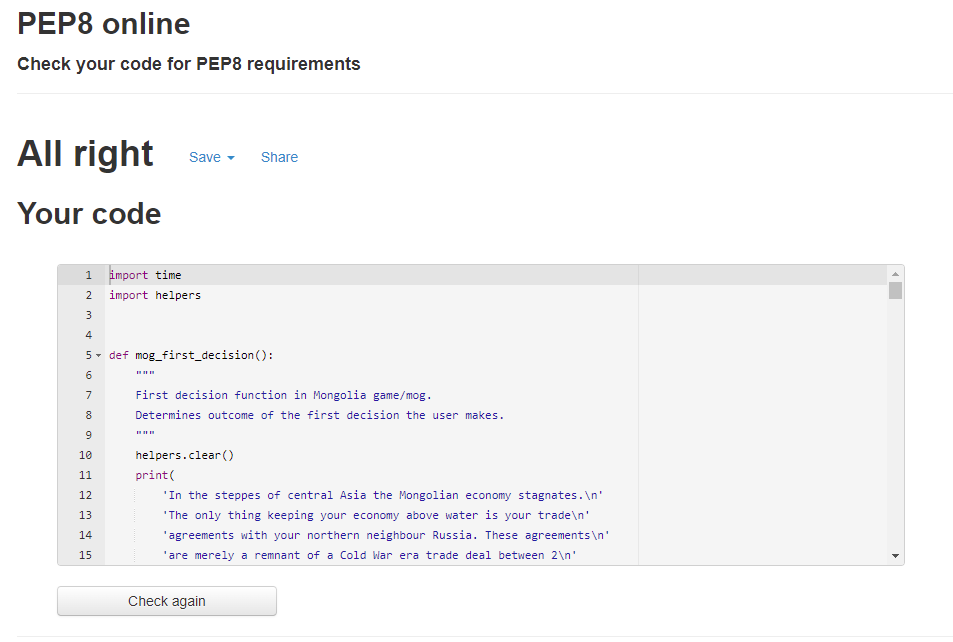 PEP8 online
Check your code for PEP8 requirements
All right Save Share
Your code
1 import time
2 import helpers
3
4
5 def mog_first_decision():
6 """
7 First decision function in Mongolia game/mog.
8 Determines outcome of the first decision the user makes.
9 """
10 helpers.clear()
11 print(
12 'In the steppes of central Asia the Mongolian economy stagnates.\n'
13 'The only thing keeping your economy above water is your trade\n'
14 'agreements with your northern neighbour Russia. These agreements\n'
15 'are merely a remnant of a Cold War era trade deal between 2\n'
Check again